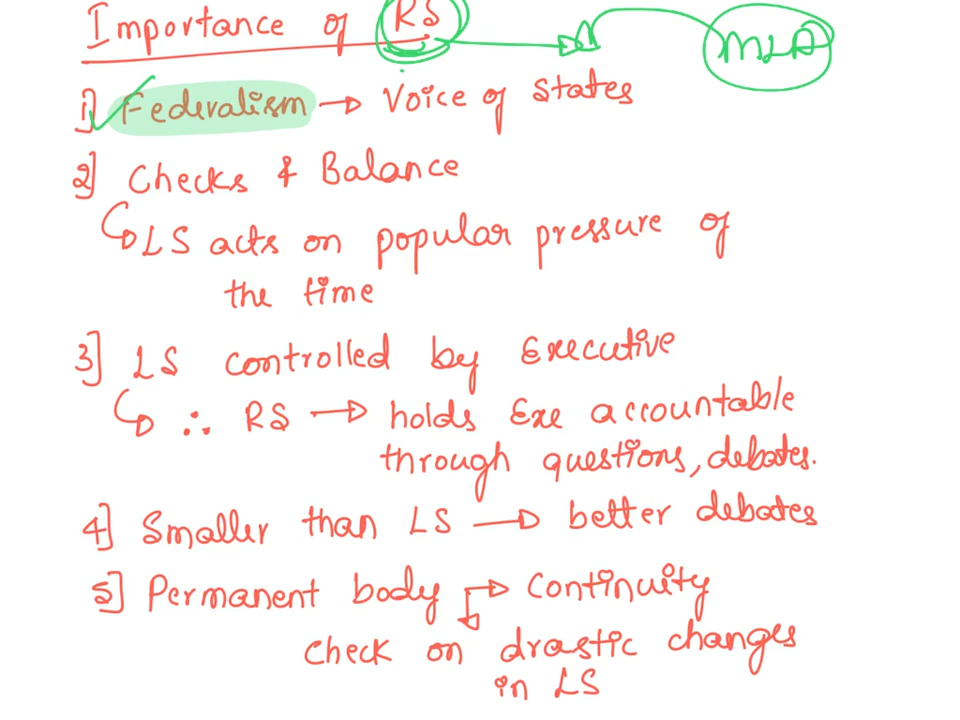 Importance of RS
MLA
1] Federalism → Voice of States
2] Checks & Balance
↳ LS acts on popular pressure of
the time
3] LS controlled by Executive
↳ ∴ RS → holds Exe accountable
through questions, debates.
4] Smaller than LS → better debates
5] Permanent body → Continuity
Check on drastic changes
in LS